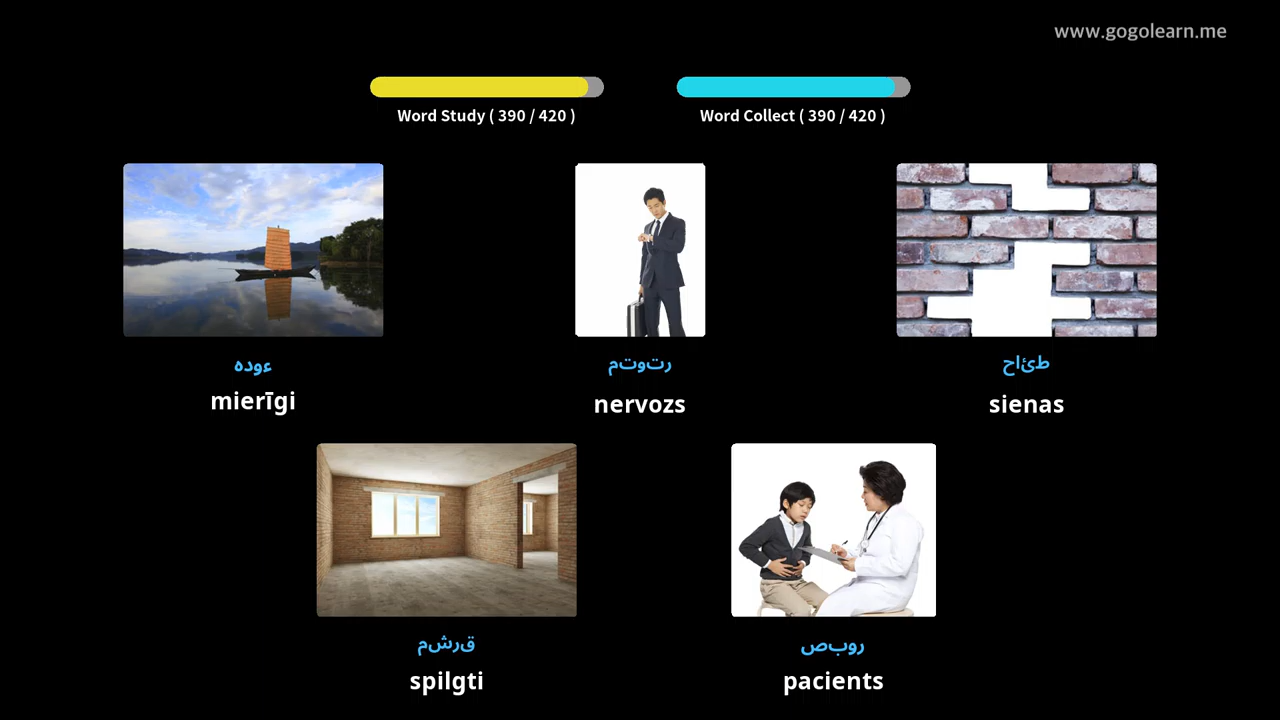 www.gogolearn.me
Word Study ( 390 / 420 )
Word Collect ( 390 / 420 )
ءوده
mierīgi
رتوتم
nervozs
طئاح
sienas
قرشم
spilgti
روبص
pacients